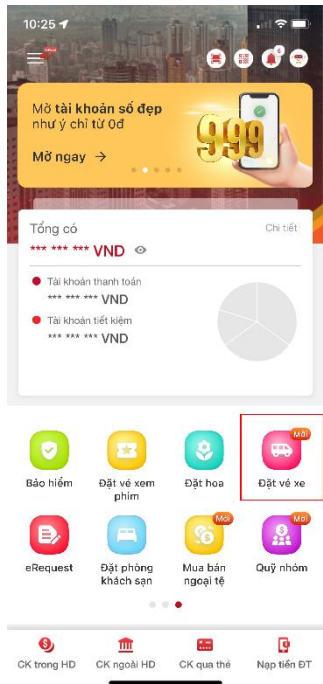 10:25
Mở tài khoản số đẹp
như ý chỉ từ 0đ
999
Mở ngay →
Tổng có
Chi tiết
*** *** *** VND
Tài khoản thanh toán
*** *** *** VND
Tài khoản tiết kiệm
*** *** *** VND
Mới
Bảo hiểm
Đặt vé xem phim
Đặt hoa
Đặt vé xe
Mới
Mới
eRequest
Đặt phòng khách sạn
Mua bán ngoại tệ
Quỹ nhóm
CK trong HD
CK ngoài HD
CK qua thẻ
Nạp tiền ĐT